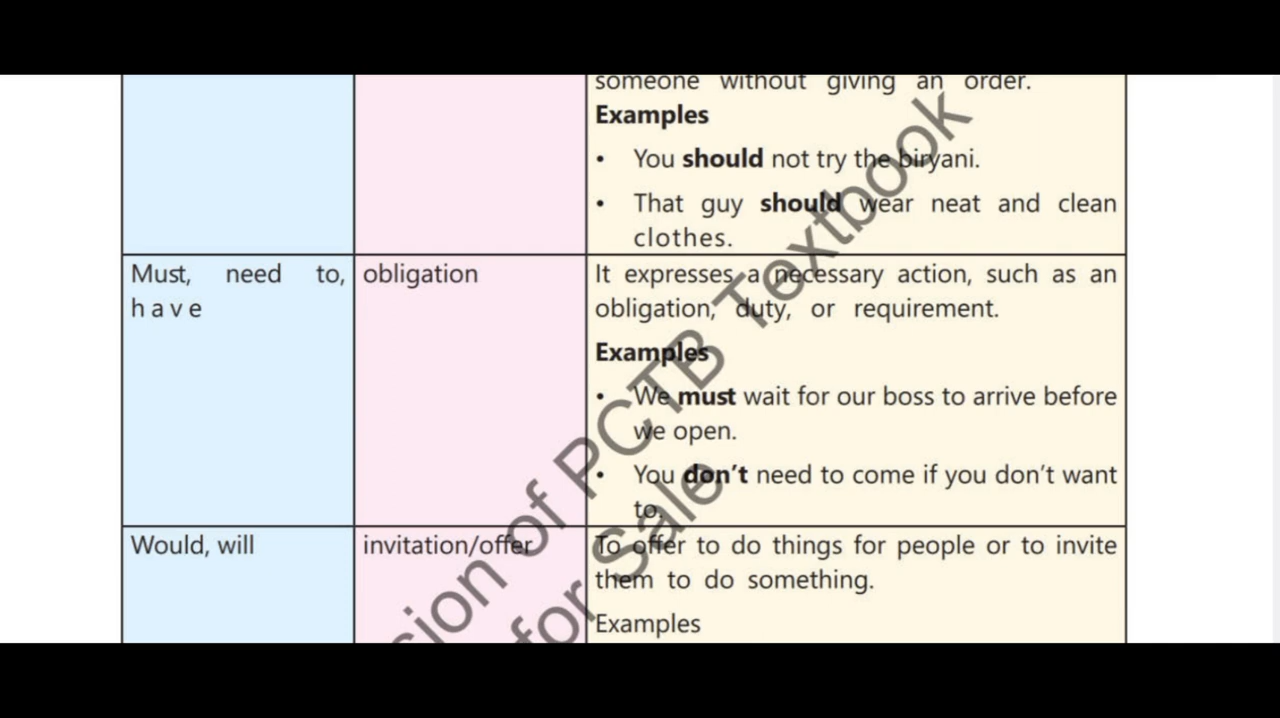 someone without giving an order.
Examples
• You should not try the biryani.
• That guy should wear neat and clean
clothes.
Must, need to,
have
obligation
It expresses a necessary action, such as an
obligation, duty, or requirement.
Examples
• We must wait for our boss to arrive before
we open.
• You don't need to come if you don't want
to.
Would, will
invitation/offer
To offer to do things for people or to invite
them to do something.
Examples
sion of PCTB Textbook
for Sale